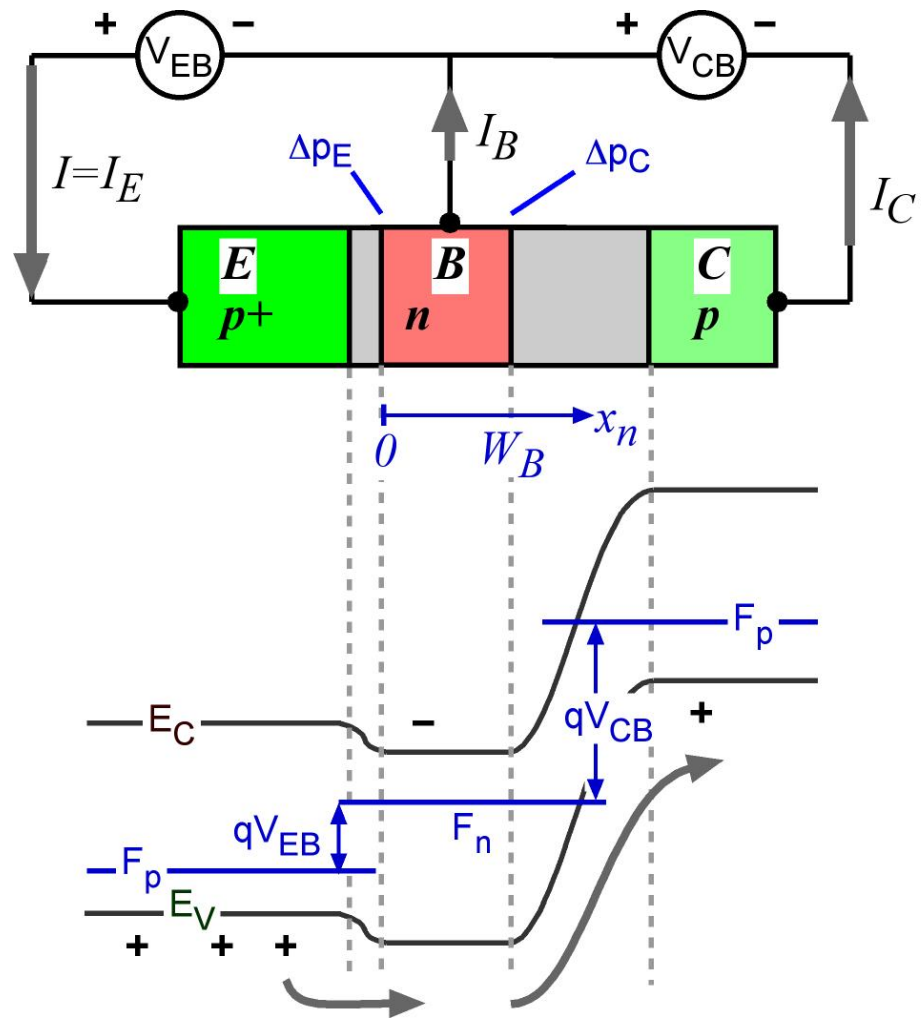 + V_EB − + V_CB −
I=I_E
Δp_E
I_B
Δp_C
I_C
E
p+
B
n
C
p
0
W_B
x_n
F_p
E_C
−
qV_CB
+
qV_EB
F_n
F_p
E_V
+ + +